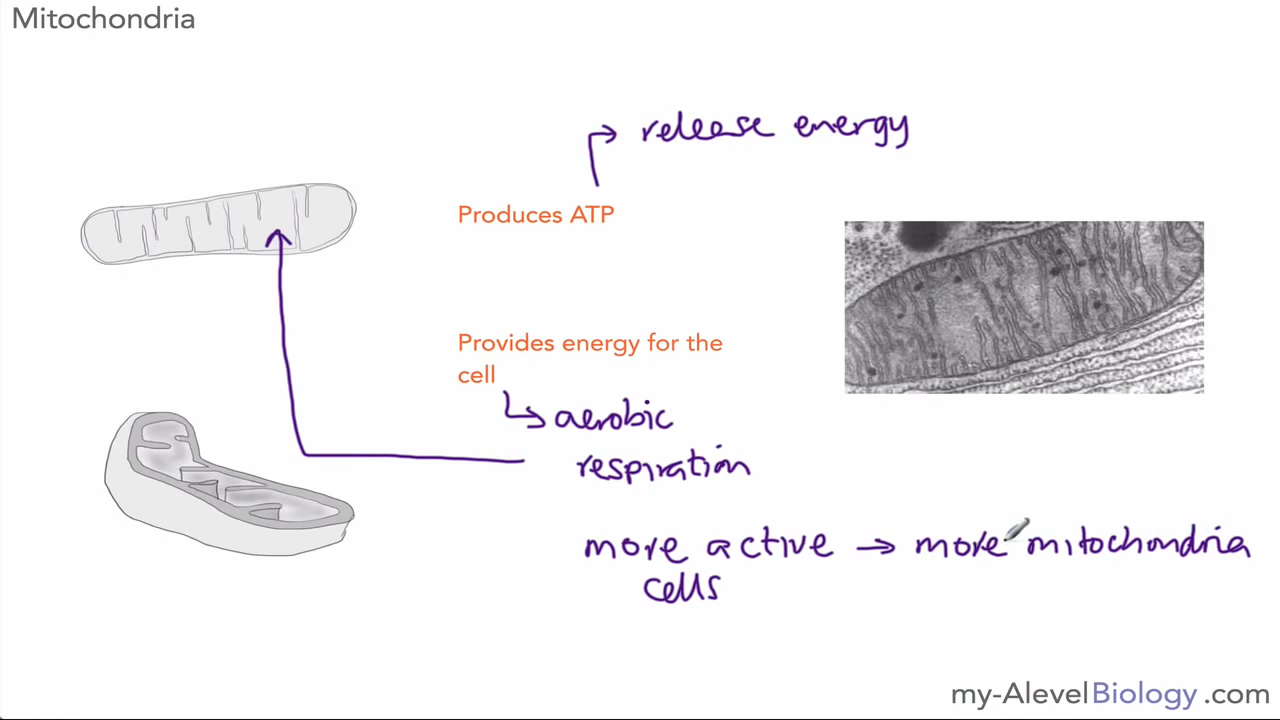 Mitochondria
release energy
Produces ATP
Provides energy for the
cell
aerobic
respiration
more active → more mitochondria
cells
my-AlevelBiology.com